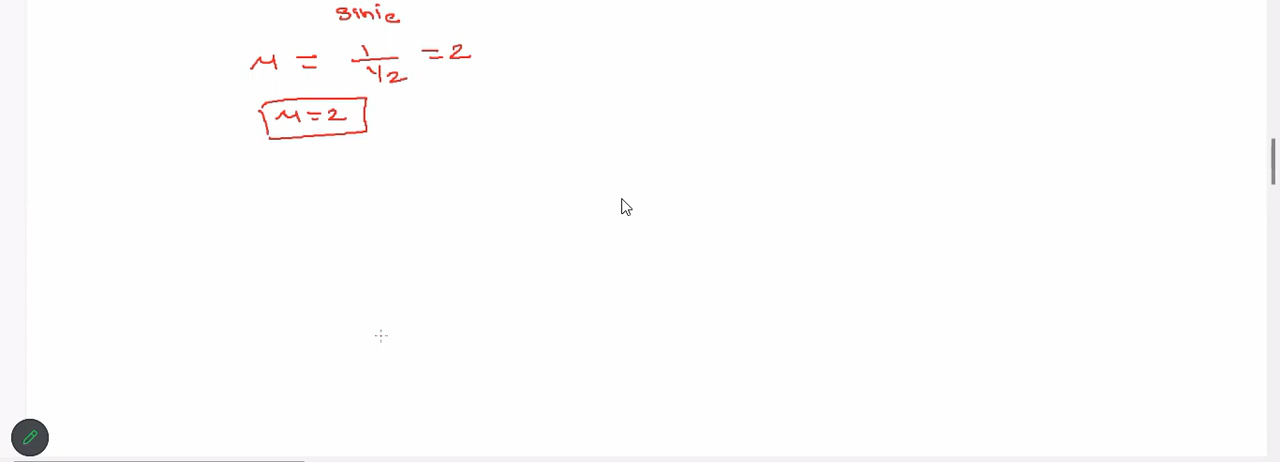 sinic
μ = 1/1/2 = 2
μ = 2